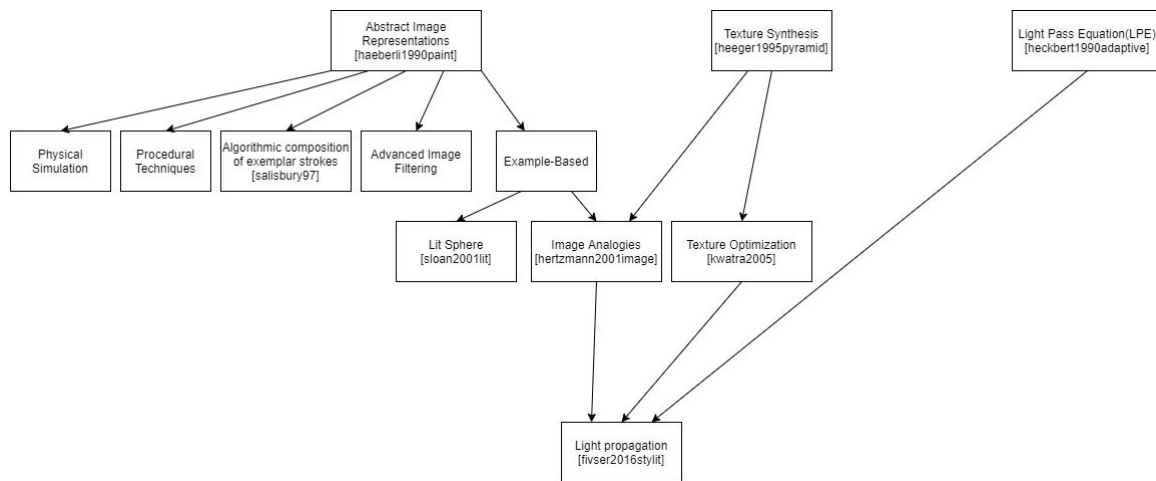 Abstract Image
Representations
[haeberli1990paint]
Texture Synthesis
[heeger1995pyramid]
Light Pass Equation(LPE)
[heckbert1990adaptive]
Physical
Simulation
Procedural
Techniques
Algorithmic composition
of exemplar strokes
[salisbury97]
Advanced Image
Filtering
Example-Based
Lit Sphere
[sloan2001lit]
Image Analogies
[hertzmann2001image]
Texture Optimization
[kwatra2005]
Light propagation
[fivser2016stylit]